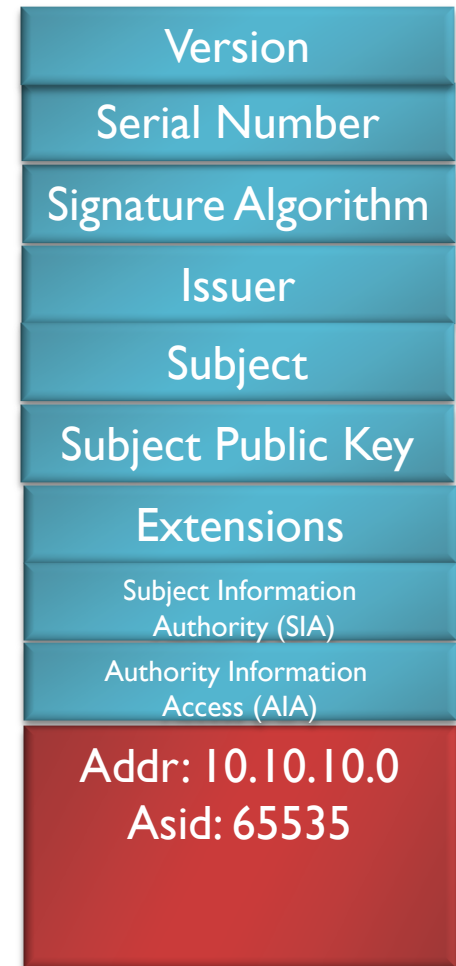 Version
Serial Number
Signature Algorithm
Issuer
Subject
Subject Public Key
Extensions
Subject Information
Authority (SIA)
Authority Information
Access (AIA)
Addr: 10.10.10.0
Asid: 65535